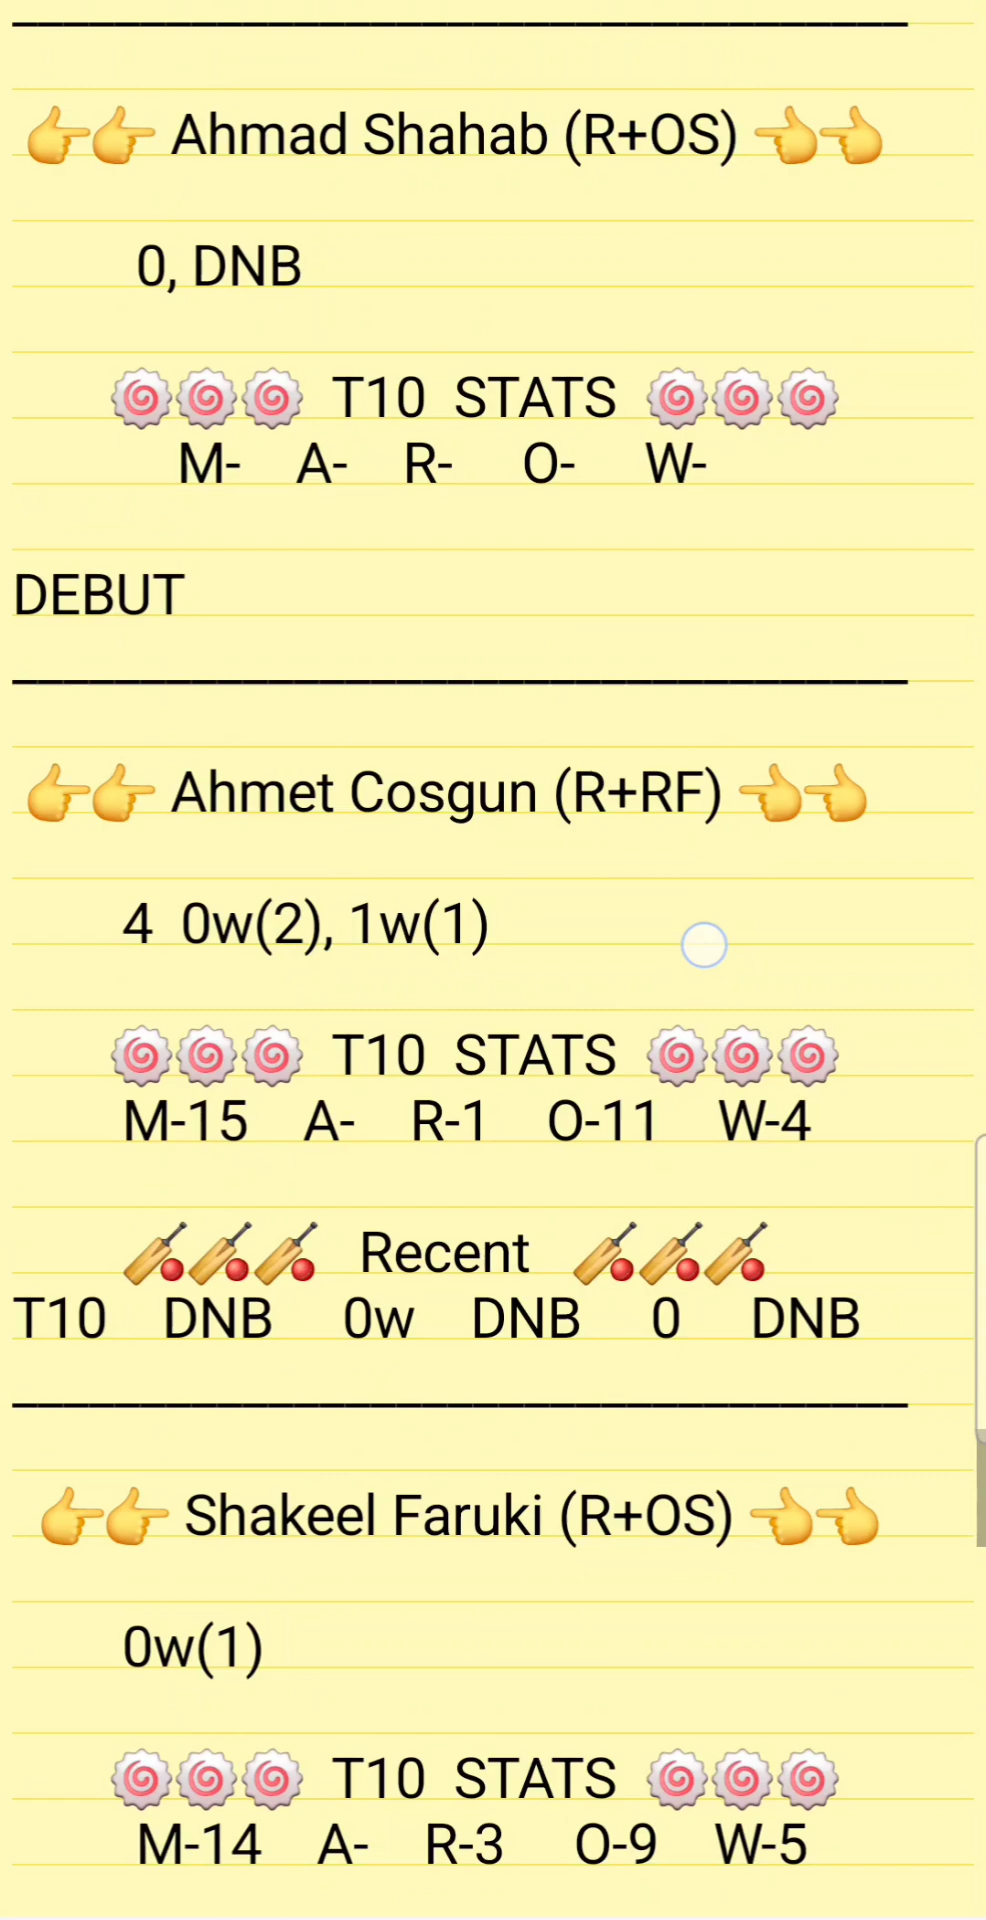 Ahmad Shahab (R+OS)
0, DNB
T10 STATS
M- A- R- O- W-
DEBUT
Ahmet Cosgun (R+RF)
4 0w(2), 1w(1)
T10 STATS
M-15 A- R-1 O-11 W-4
Recent
T10 DNB 0w DNB 0 DNB
Shakeel Faruki (R+OS)
0w(1)
T10 STATS
M-14 A- R-3 O-9 W-5